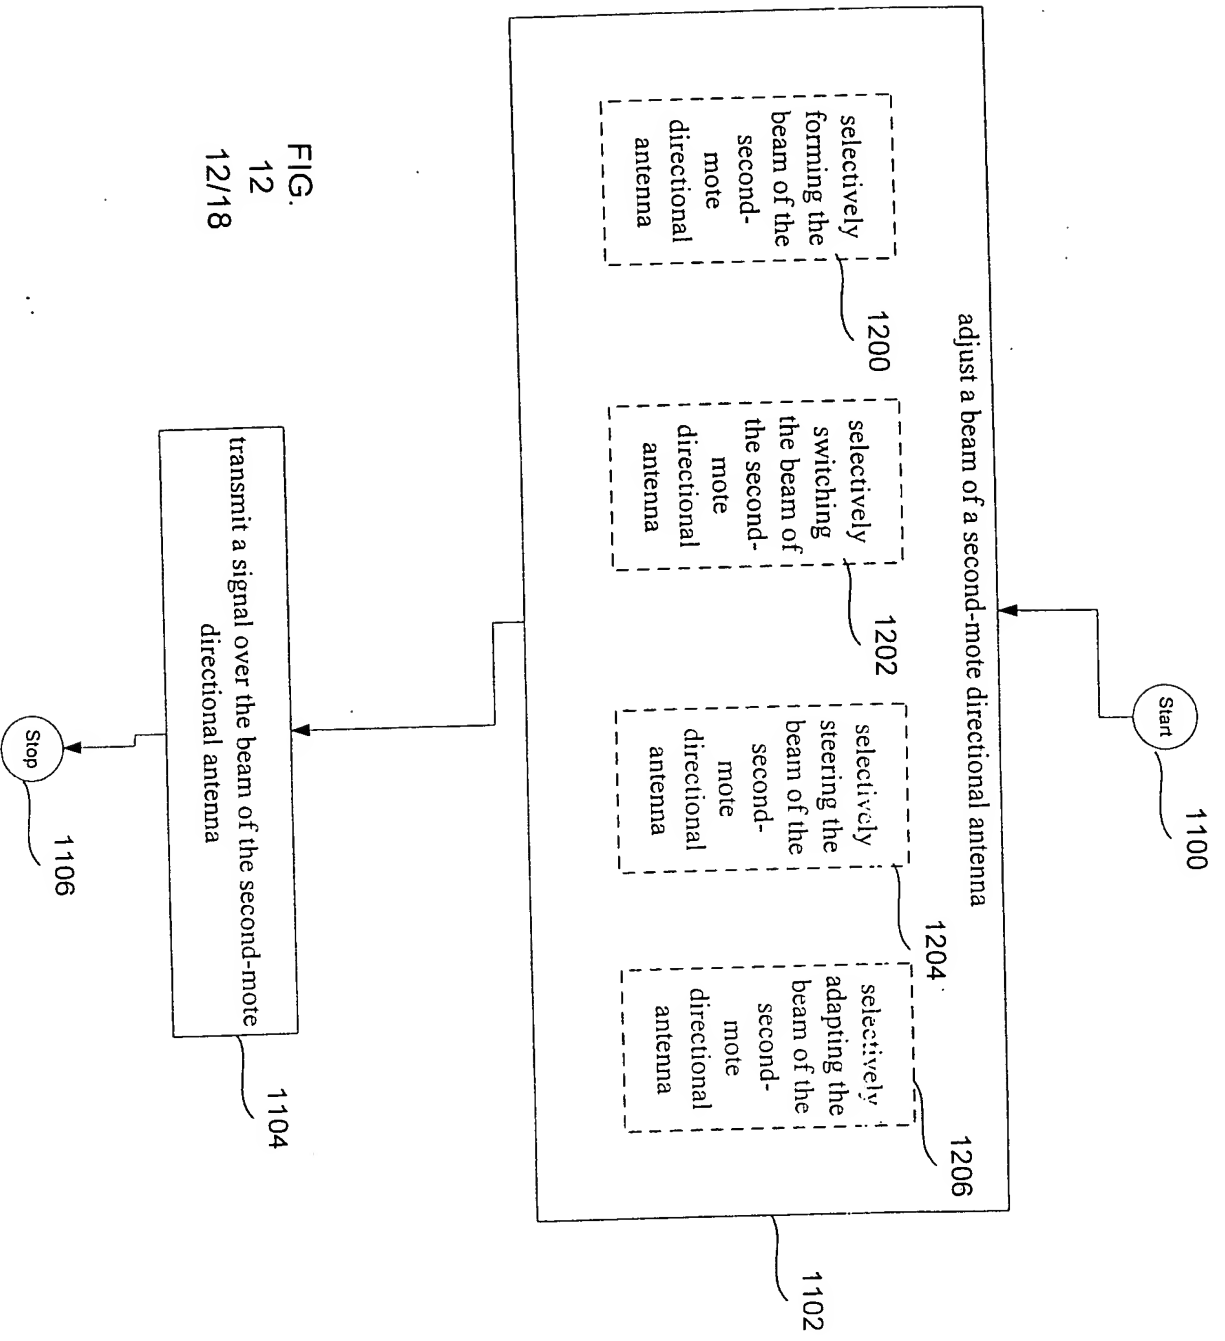 Start
1100
adjust a beam of a second-mote directional antenna
selectively
forming the
beam of the
second-
mote
directional
antenna
1200
selectively
switching
the beam of
the second-
mote
directional
antenna
1202
selectively
steering the
beam of the
second-
mote
directional
antenna
1204
selectively
adapting the
beam of the
second-
mote
directional
antenna
1206
1102
transmit a signal over the beam of the second-mote
directional antenna
1104
Stop
1106
FIG.
12
12/18